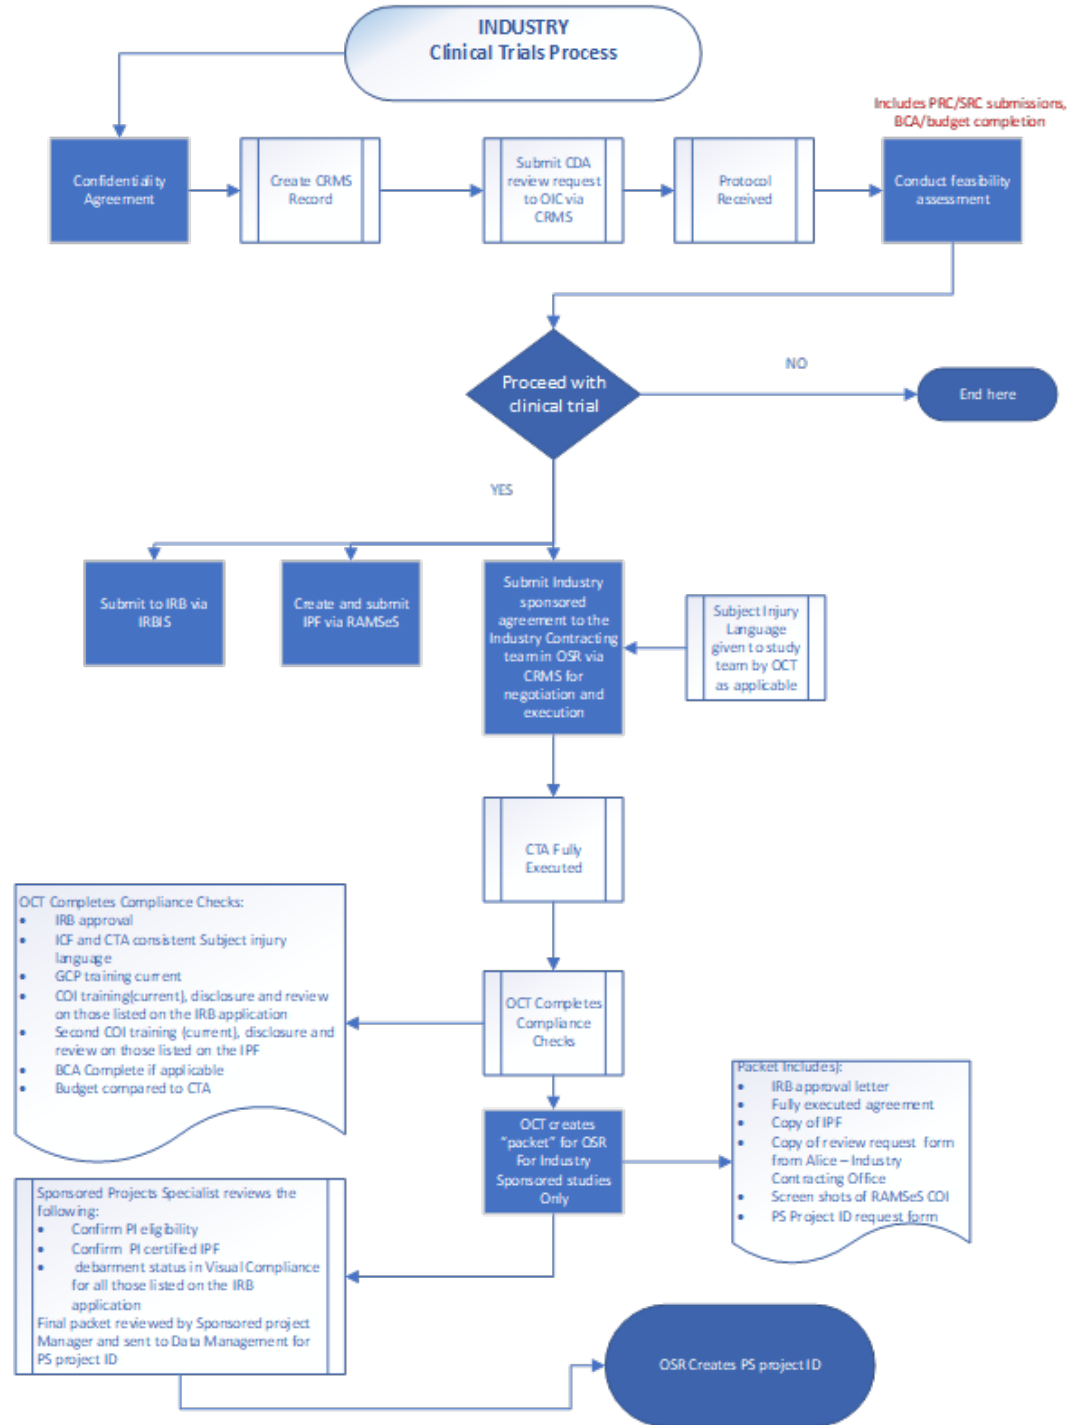 INDUSTRY
Clinical Trials Process
Includes PRC/SRC submissions,
BCA/budget completion
Confidentiality
Agreement
Create CRMS
Record
Submit CDA
review request
to OIC via
CRMS
Protocol
Received
Conduct feasibility
assessment
Proceed with
clinical trial
NO
End here
YES
Submit to IRB via
IRBIS
Create and submit
IPF via RAMSeS
Submit Industry
sponsored
agreement to the
Industry Contracting
team in OSR via
CRMS for
negotiation and
execution
Subject Injury
Language
given to study
team by OCT
as applicable
CTA Fully
Executed
OCT Completes Compliance Checks:
• IRB approval
• ICF and CTA consistent Subject injury
language
• GCP training current
• COI training(current), disclosure and review
on those listed on the IRB application
• Second COI training (current), disclosure and
review on those listed on the IPF
• BCA Complete if applicable
• Budget compared to CTA
OCT Completes
Compliance
Checks
OCT creates
"packet" for OSR
For Industry
Sponsored studies
Only
Packet Includes):
• IRB approval letter
• Fully executed agreement
• Copy of IPF
• Copy of review request form
from Alice – Industry
Contracting Office
• Screen shots of RAMSeS COI
• PS Project ID request form
Sponsored Projects Specialist reviews the
following:
• Confirm PI eligibility
• Confirm PI certified IPF
• debarment status in Visual Compliance
for all those listed on the IRB
application
Final packet reviewed by Sponsored project
Manager and sent to Data Management for
PS project ID
OSR Creates PS project ID